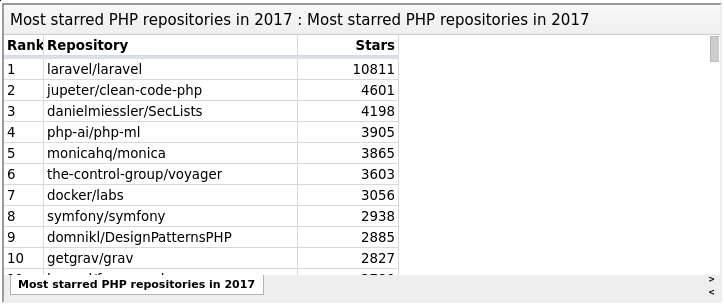 Most starred PHP repositories in 2017 : Most starred PHP repositories in 2017
Rank Repository Stars
1 laravel/laravel 10811
2 jupeter/clean-code-php 4601
3 danielmiessler/SecLists 4198
4 php-ai/php-ml 3905
5 monicahq/monica 3865
6 the-control-group/voyager 3603
7 docker/labs 3056
8 symfony/symfony 2938
9 domnikl/DesignPatternsPHP 2885
10 getgrav/grav 2827
Most starred PHP repositories in 2017